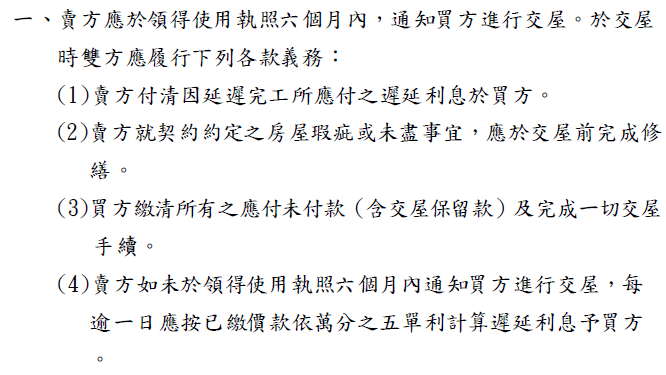 一、賣方應於領得使用執照六個月內，通知買方進行交屋。於交屋
時雙方應履行下列各款義務：
(1)賣方付清因延遲完工所應付之遲延利息於買方。
(2)賣方就契約約定之房屋瑕疵或未盡事宜，應於交屋前完成修
繕。
(3)買方繳清所有之應付未付款（含交屋保留款）及完成一切交屋
手續。
(4)賣方如未於領得使用執照六個月內通知買方進行交屋，每
逾一日應按已繳價款依萬分之五單利計算遲延利息予買方
。